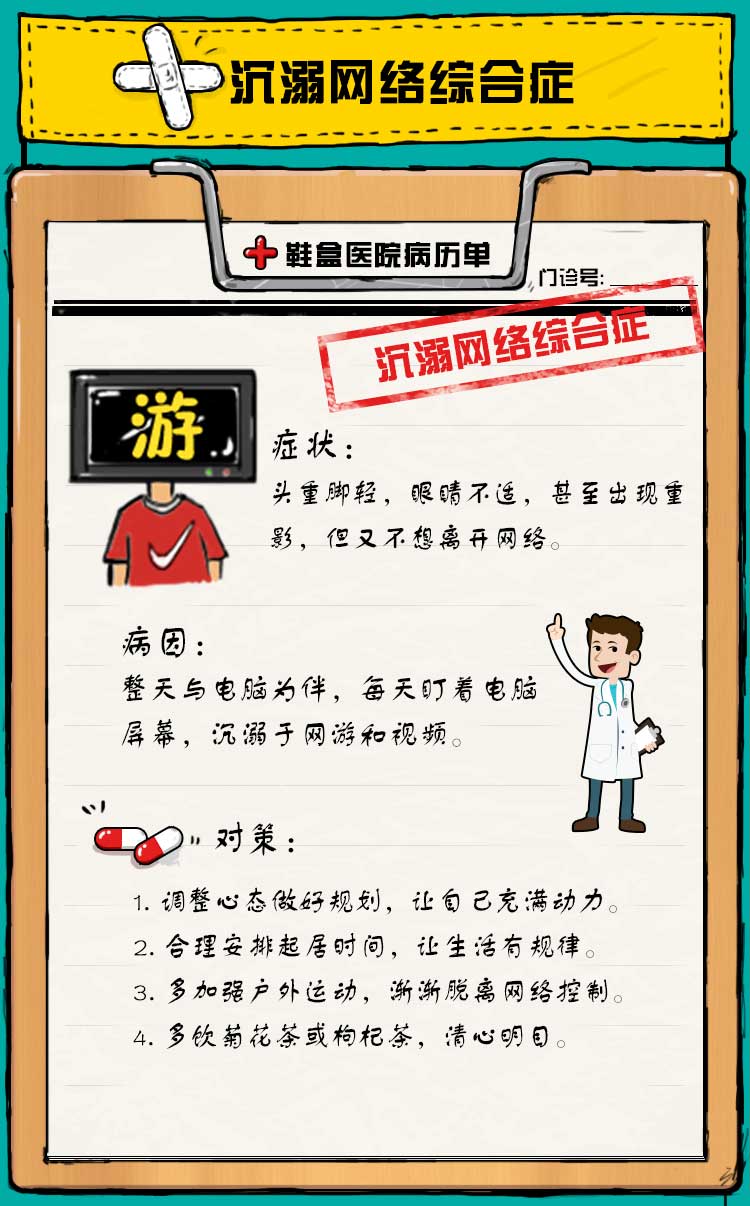 沉溺网络综合症
鞋盒医院病历单
门诊号:
沉溺网络综合症
游
症状：
头重脚轻，眼睛不适，甚至出现重
影，但又不想离开网络。
病因：
整天与电脑为伴，每天盯着电脑
屏幕，沉溺于网游和视频。
对策：
1. 调整心态做好规划，让自己充满动力。
2. 合理安排起居时间，让生活有规律。
3. 多加强户外运动，渐渐脱离网络控制。
4. 多饮菊花茶或枸杞茶，清心明目。